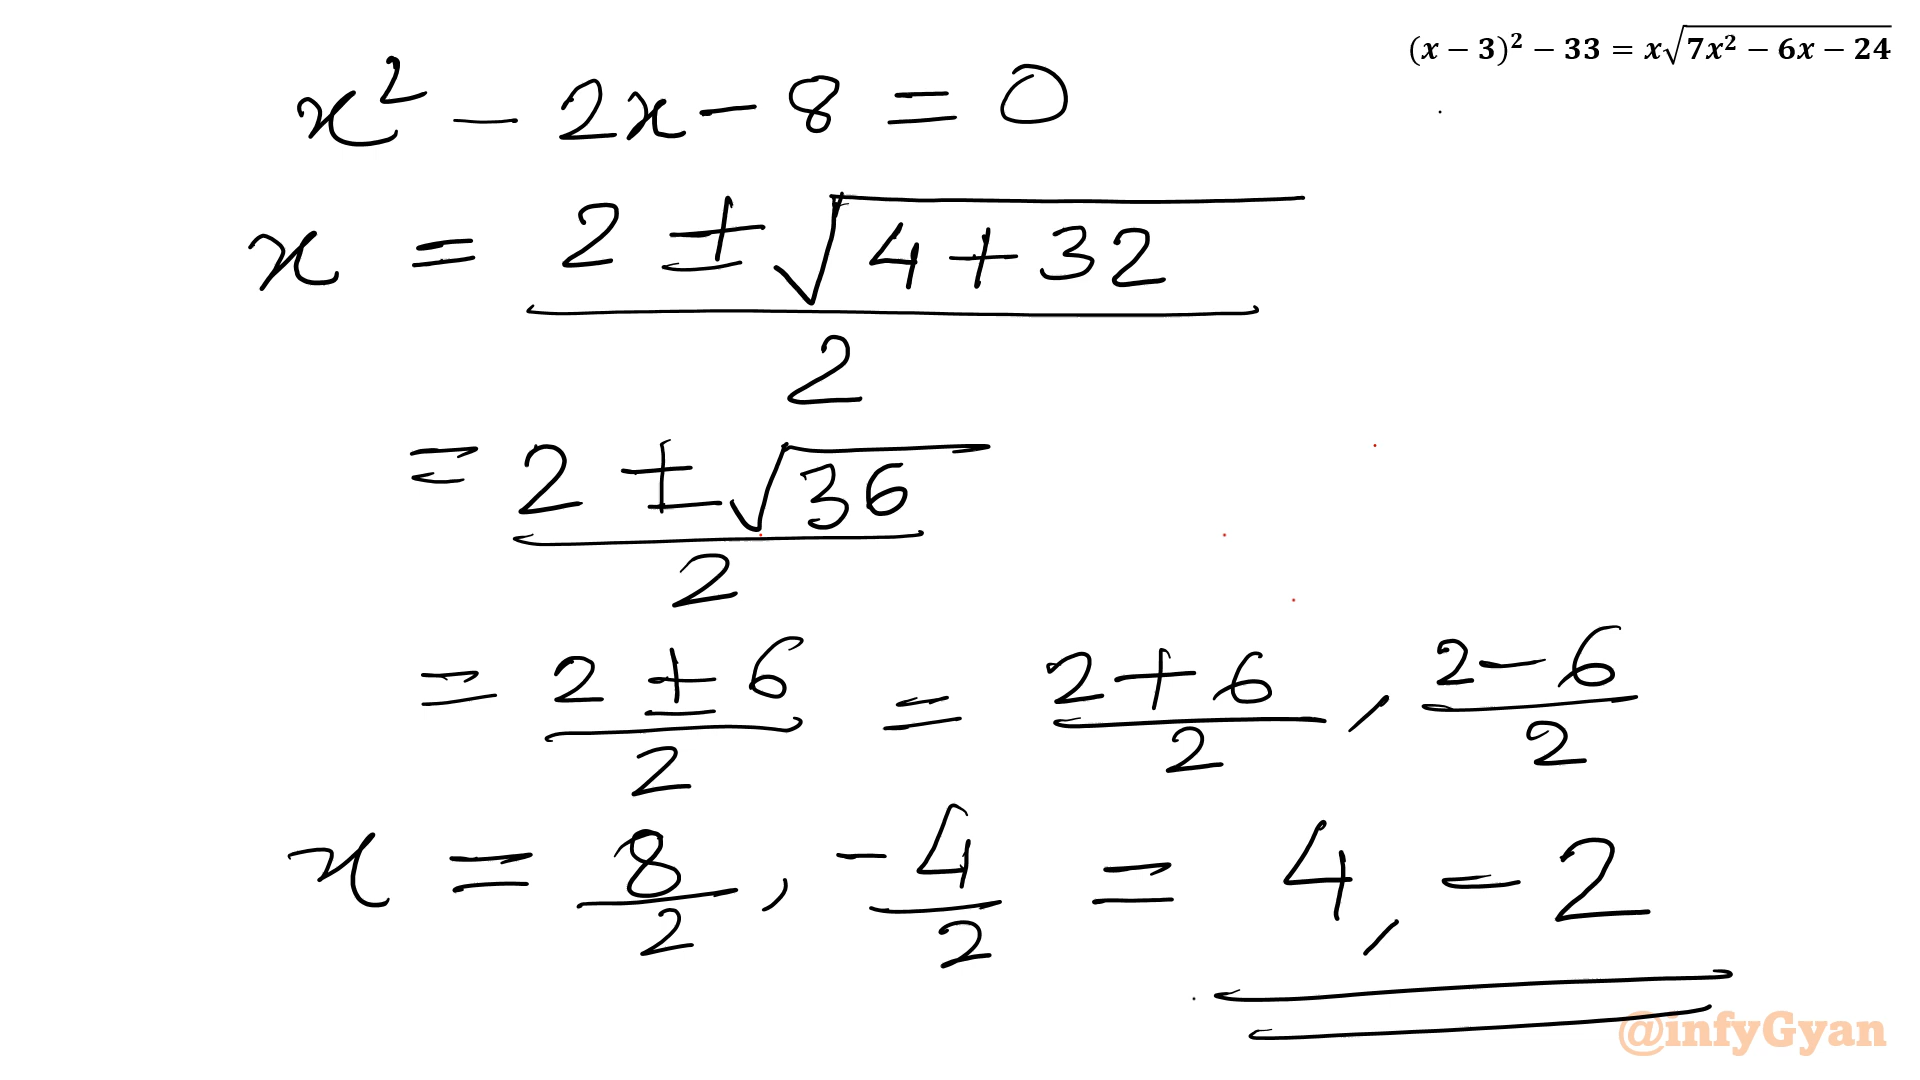 (x − 3)² − 33 = x√(7x² − 6x − 24)
x² − 2x − 8 = 0
x = (2 ± √(4 + 32)) / 2
= (2 ± √36) / 2
= (2 ± 6) / 2 = (2 + 6) / 2 , (2 − 6) / 2
x = 8/2 , −4/2 = 4, −2
@infyGyan